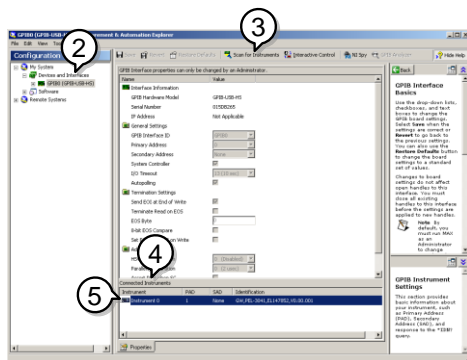 GPIB0 (GPIB-USB-
t & Automation Explorer
File Edit View Tools
3
2
Configuration
My System
Devices and Interfaces
GPIB0 (GPIB-USB-HS)
Software
Remote Systems
Save
Revert
Restore Defaults
Scan for Instruments
Interactive Control
NI Spy
GPIB Analyzer
Hide Help
GPIB Interface properties can only be changed by an Administrator.
Name Value
Interface Information
GPIB Hardware Model GPIB-USB-HS
Serial Number
IP Address Not Applicable
General Settings
GPIB Interface ID GPIB0
Primary Address 0
Secondary Address None
System Controller
I/O Timeout
Autopolling
Termination Settings
Send EOI at End of Write
Terminate Read on EOS
EOS Byte
8-bit EOS Compare
Set on Write
4
Connected Instruments
5
Instrument PAD SAD Identification
Instrument 0 1 None
Properties
Back
GPIB Interface
Basics
Use the drop-down lists,
checkboxes, and text
boxes to change the
GPIB board settings.
Select Save when the
settings are correct or
Revert to go back to
the previous settings.
You can also use the
Restore Defaults button
to change the board
settings to a standard
set of values.
Changes to board
settings do not affect
open handles to this
interface. You must
close all existing
handles to this interface
before the settings are
applied to new handles.
Note By
default, you
must run MAX
as an
Administrator
to change
GPIB Instrument
Settings
This section provides
basic information about
your instrument, such
as Primary Address
(PAD), Secondary
Address (SAD), and
response to the *IDN?
query.